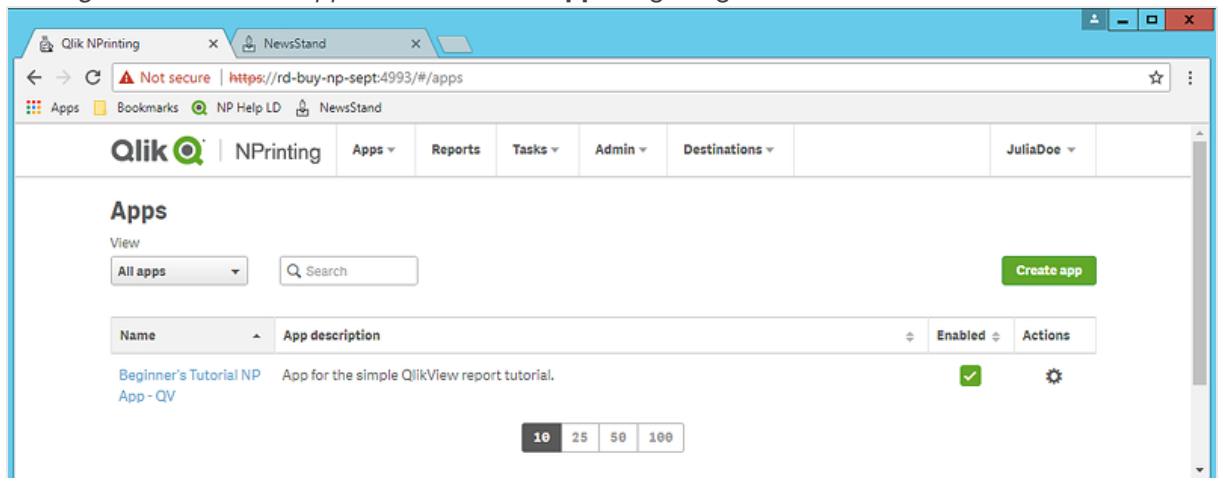 Qlik NPrinting
NewsStand
Not secure | https://rd-buy-np-sept:4993/#/apps
Apps Bookmarks NP Help LD NewsStand
Qlik NPrinting Apps Reports Tasks Admin Destinations JuliaDoe
Apps
View
All apps Search Create app
Name App description Enabled Actions
Beginner's Tutorial NP App for the simple QlikView report tutorial.
App - QV
10 25 50 100